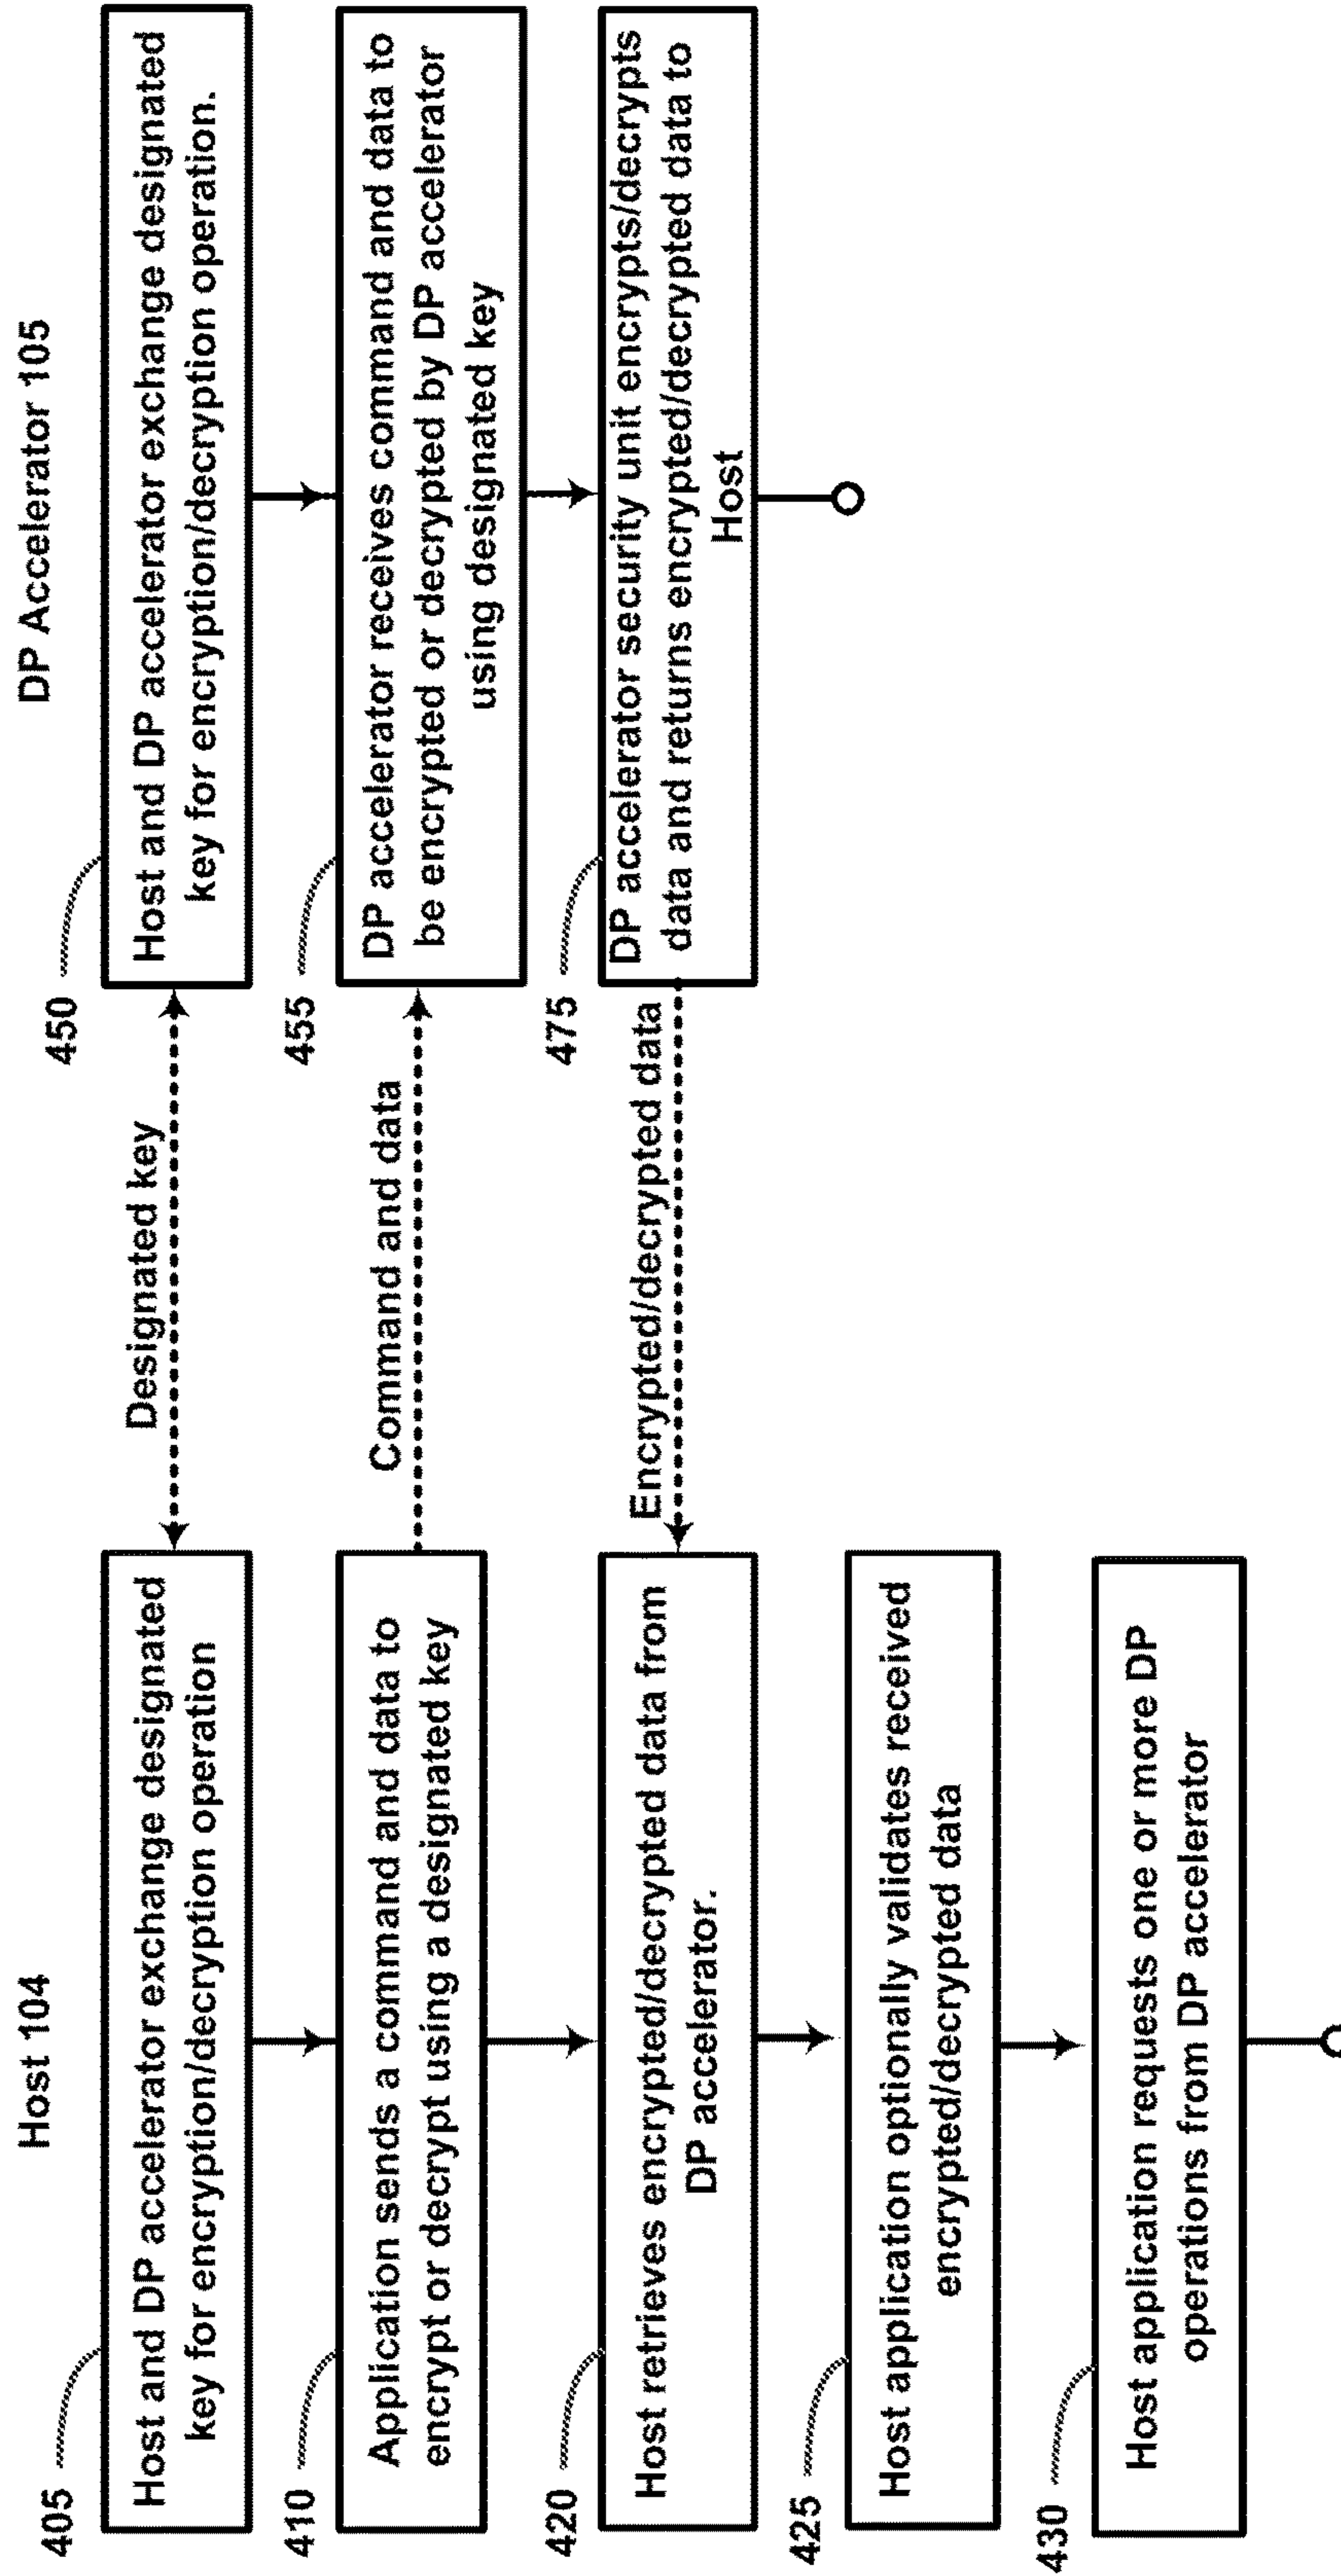 Host 104
405
Host and DP accelerator exchange designated
key for encryption/decryption operation
410
Application sends a command and data to
encrypt or decrypt using a designated key
420
Host retrieves encrypted/decrypted data from
DP accelerator.
425
Host application optionally validates received
encrypted/decrypted data
430
Host application requests one or more DP
operations from DP accelerator
Designated key
Command and data
Encrypted/decrypted data
DP Accelerator 105
450
Host and DP accelerator exchange designated
key for encryption/decryption operation.
455
DP accelerator receives command and data to
be encrypted or decrypted by DP accelerator
using designated key
475
DP accelerator security unit encrypts/decrypts
data and returns encrypted/decrypted data to
Host